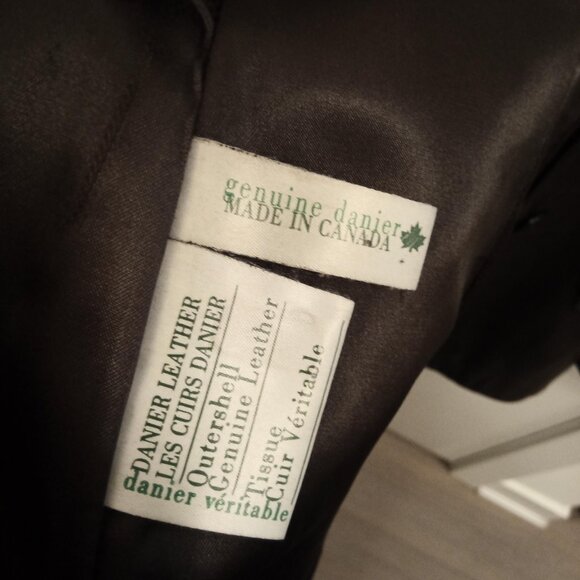 genuine danier
MADE IN CANADA
DANIER LEATHER
LES CUIRS DANIER
Outershell
Genuine Leather
Tissue
Cuir Véritable
danier véritable